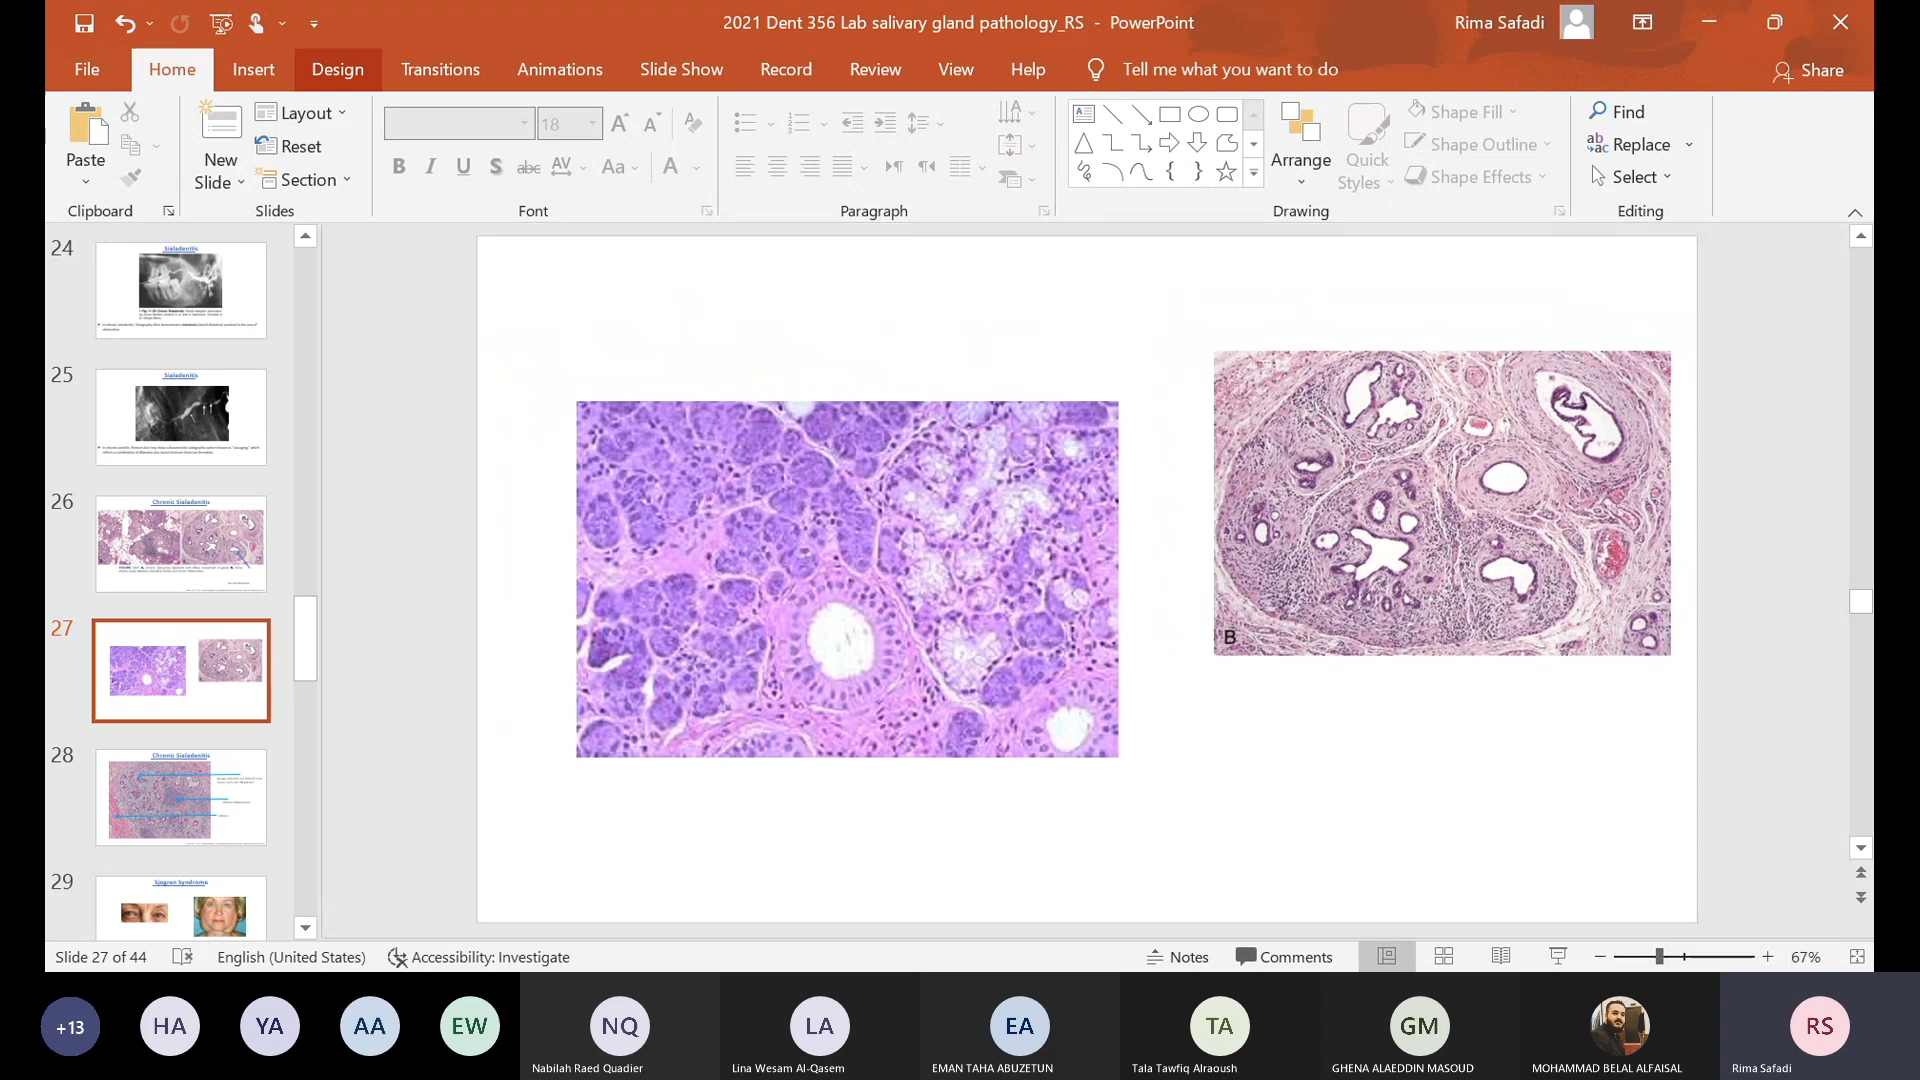 2021 Dent 356 Lab salivary gland pathology_RS - PowerPoint
Rima Safadi
File Home Insert Design Transitions Animations Slide Show Record Review View Help Tell me what you want to do Share
Paste
Clipboard
New Slide
Layout
Reset
Section
Slides
18
B I U S abc AV Aa A
Font
Paragraph
Arrange
Quick Styles
Shape Fill
Shape Outline
Shape Effects
Drawing
Find
Replace
Select
Editing
24
Sialadenitis
25
Sialadenitis
26
Chronic Sialadenitis
27
28
Chronic Sialadenitis
29
Sjogren Syndrome
B
Slide 27 of 44 English (United States) Accessibility: Investigate Notes Comments 67%
+13 HA YA AA EW NQ LA EA TA GM RS
Nabilah Raed Quadier Lina Wesam Al-Qasem EMAN TAHA ABUZETUN Tala Tawfiq Alraoush GHENA ALAEDDIN MASOUD MOHAMMAD BELAL ALFAISAL Rima Safadi